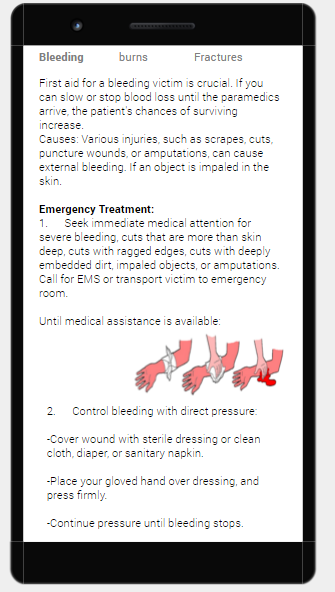 Bleeding burns Fractures
First aid for a bleeding victim is crucial. If you
can slow or stop blood loss until the paramedics
arrive, the patient's chances of surviving
increase.
Causes: Various injuries, such as scrapes, cuts,
puncture wounds, or amputations, can cause
external bleeding. If an object is impaled in the
skin.
Emergency Treatment:
1. Seek immediate medical attention for
severe bleeding, cuts that are more than skin
deep, cuts with ragged edges, cuts with deeply
embedded dirt, impaled objects, or amputations.
Call for EMS or transport victim to emergency
room.
Until medical assistance is available:
2. Control bleeding with direct pressure:
-Cover wound with sterile dressing or clean
cloth, diaper, or sanitary napkin.
-Place your gloved hand over dressing, and
press firmly.
-Continue pressure until bleeding stops.